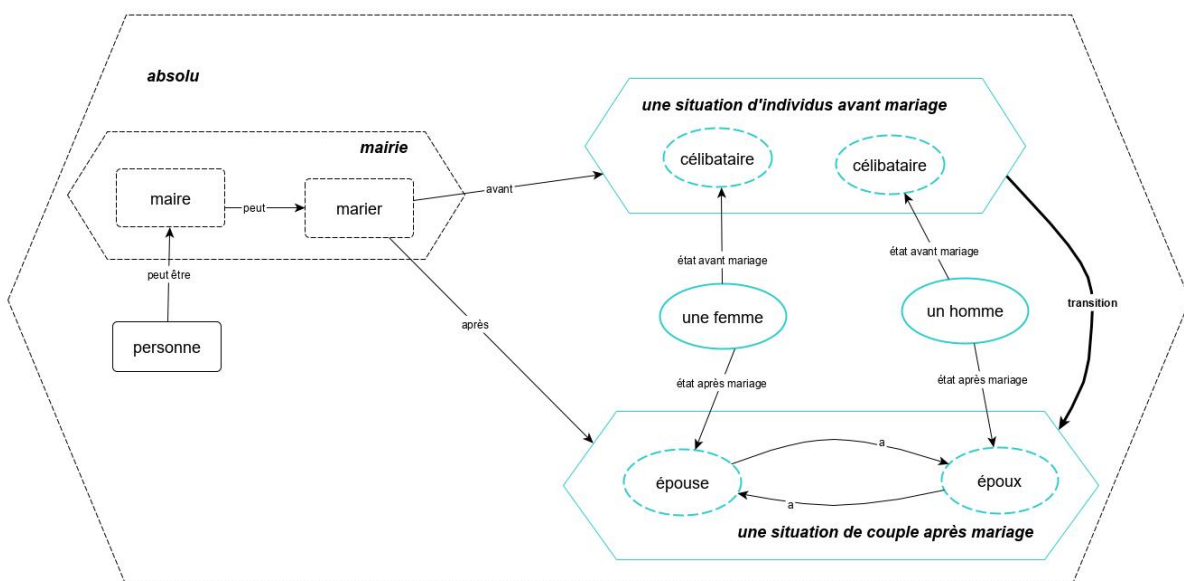 absolu
une situation d'individus avant mariage
mairie
célibataire
célibataire
maire
peut
marier
avant
peut être
état avant mariage
état avant mariage
personne
après
une femme
un homme
transition
état après mariage
état après mariage
a
épouse
époux
a
une situation de couple après mariage